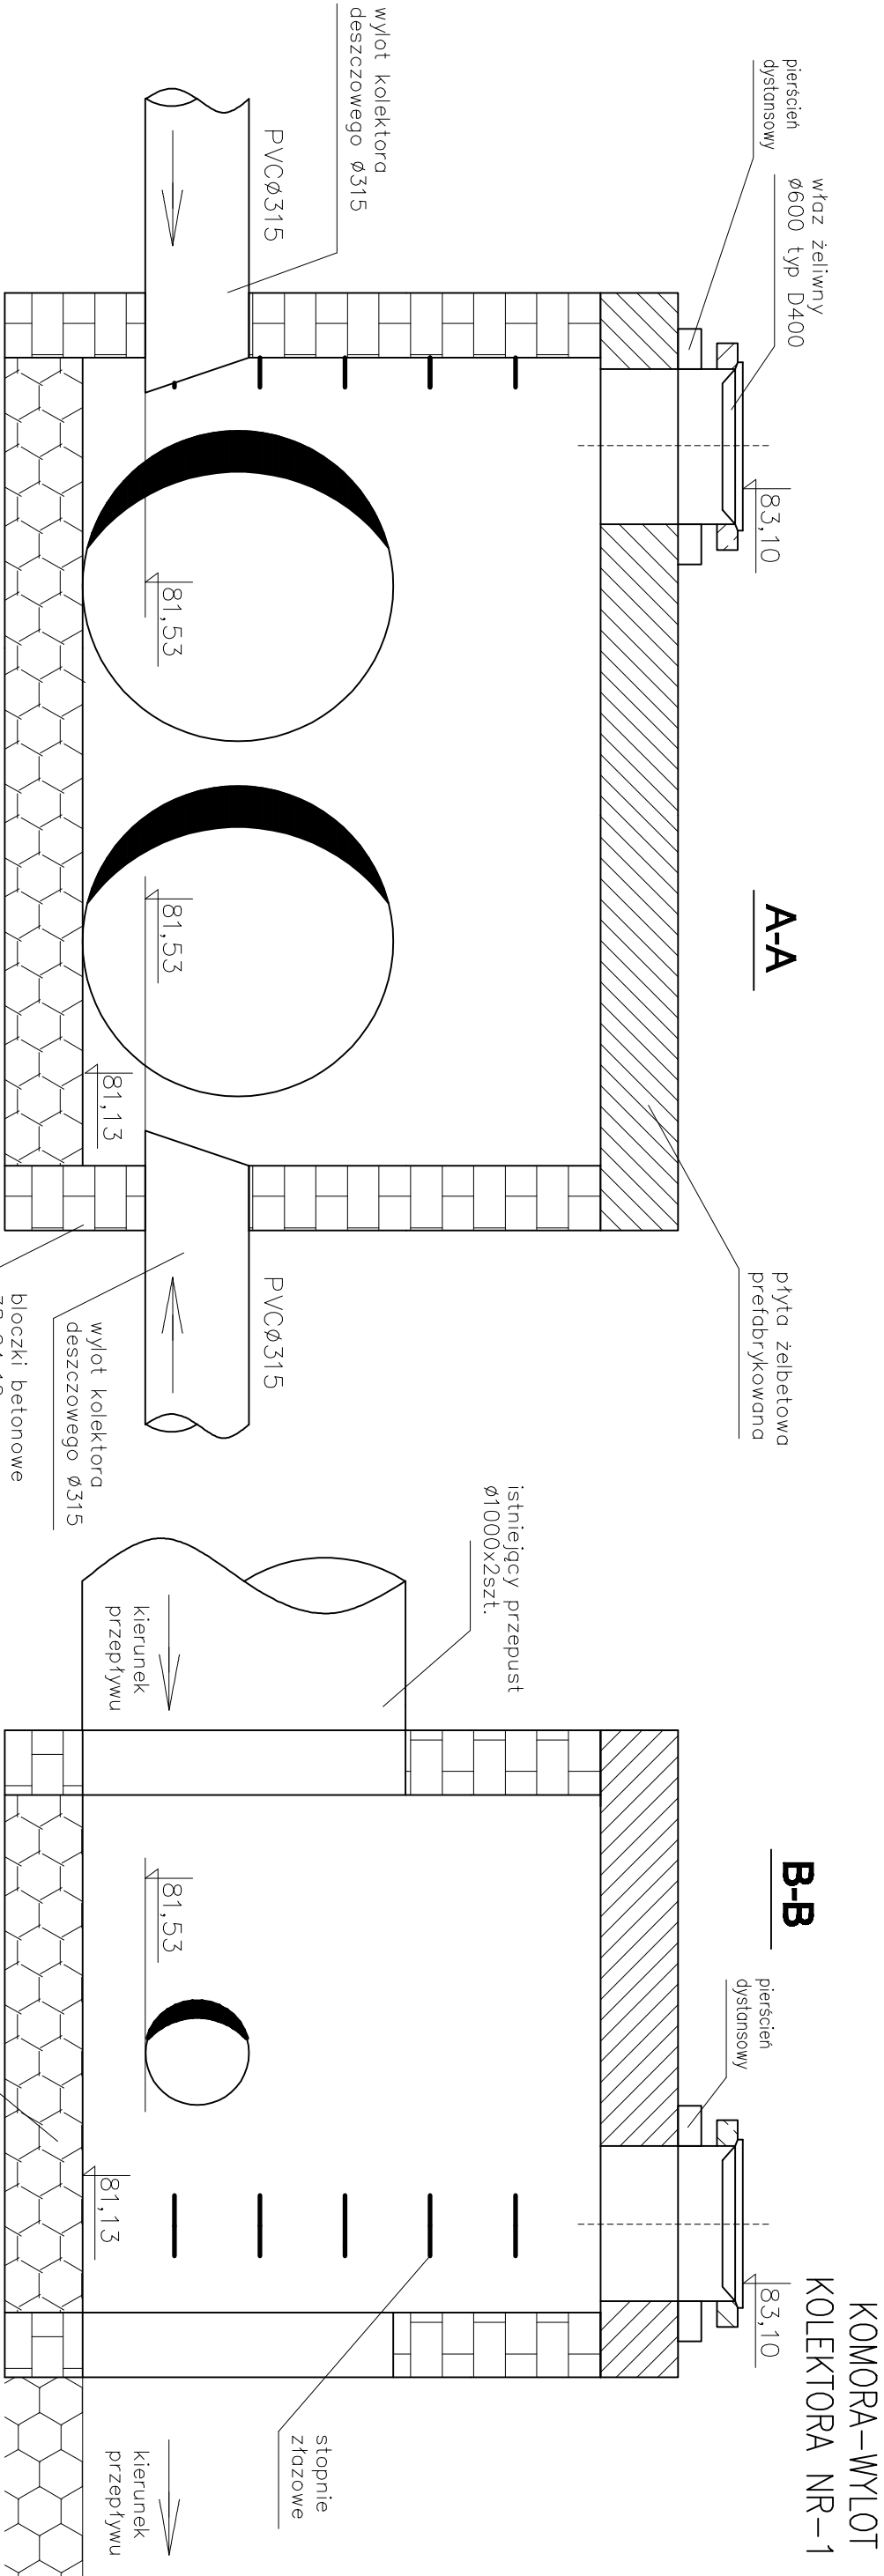 KOMORA-WYLOT
KOLEKTORA NR-1
A-A
pierścień
dystansowy
właz żeliwny
Ø600 typ D400
83,10
płyta żelbetowa
prefabrykowana
wylot kolektora
deszczowego Ø315
PVCØ315
81,53
81,53
81,13
PVCØ315
wylot kolektora
deszczowego Ø315
bloczki betonowe
B-B
pierścień
dystansowy
83,10
istniejący przepust
Ø1000x2szt.
kierunek
przepływu
81,53
81,13
stopnie
złazowe
kierunek
przepływu